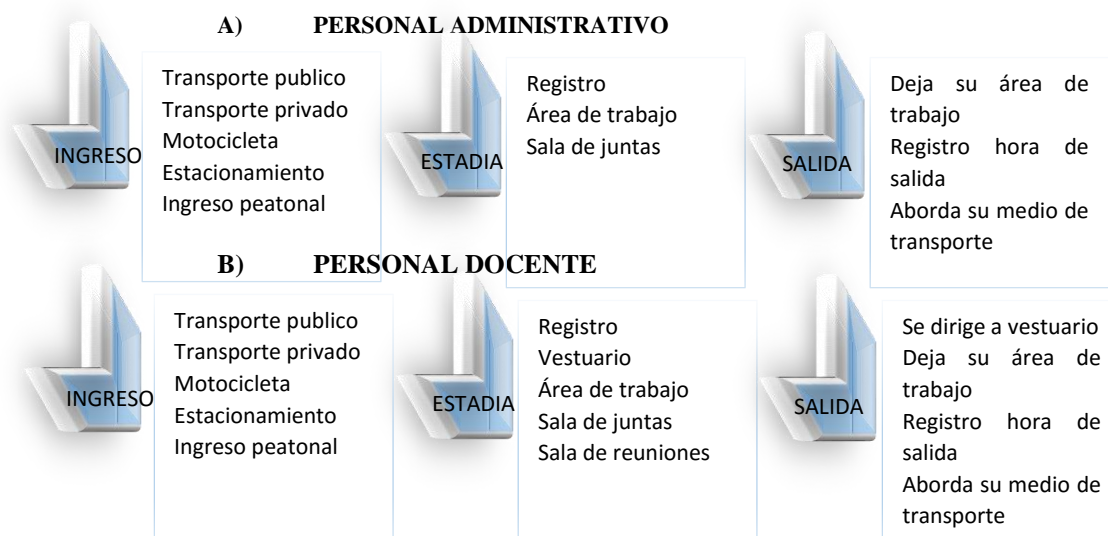 A) PERSONAL ADMINISTRATIVO
INGRESO
Transporte publico
Transporte privado
Motocicleta
Estacionamiento
Ingreso peatonal
ESTADIA
Registro
Área de trabajo
Sala de juntas
SALIDA
Deja su área de
trabajo
Registro hora de
salida
Aborda su medio de
transporte
B) PERSONAL DOCENTE
INGRESO
Transporte publico
Transporte privado
Motocicleta
Estacionamiento
Ingreso peatonal
ESTADIA
Registro
Vestuario
Área de trabajo
Sala de juntas
Sala de reuniones
SALIDA
Se dirige a vestuario
Deja su área de
trabajo
Registro hora de
salida
Aborda su medio de
transporte